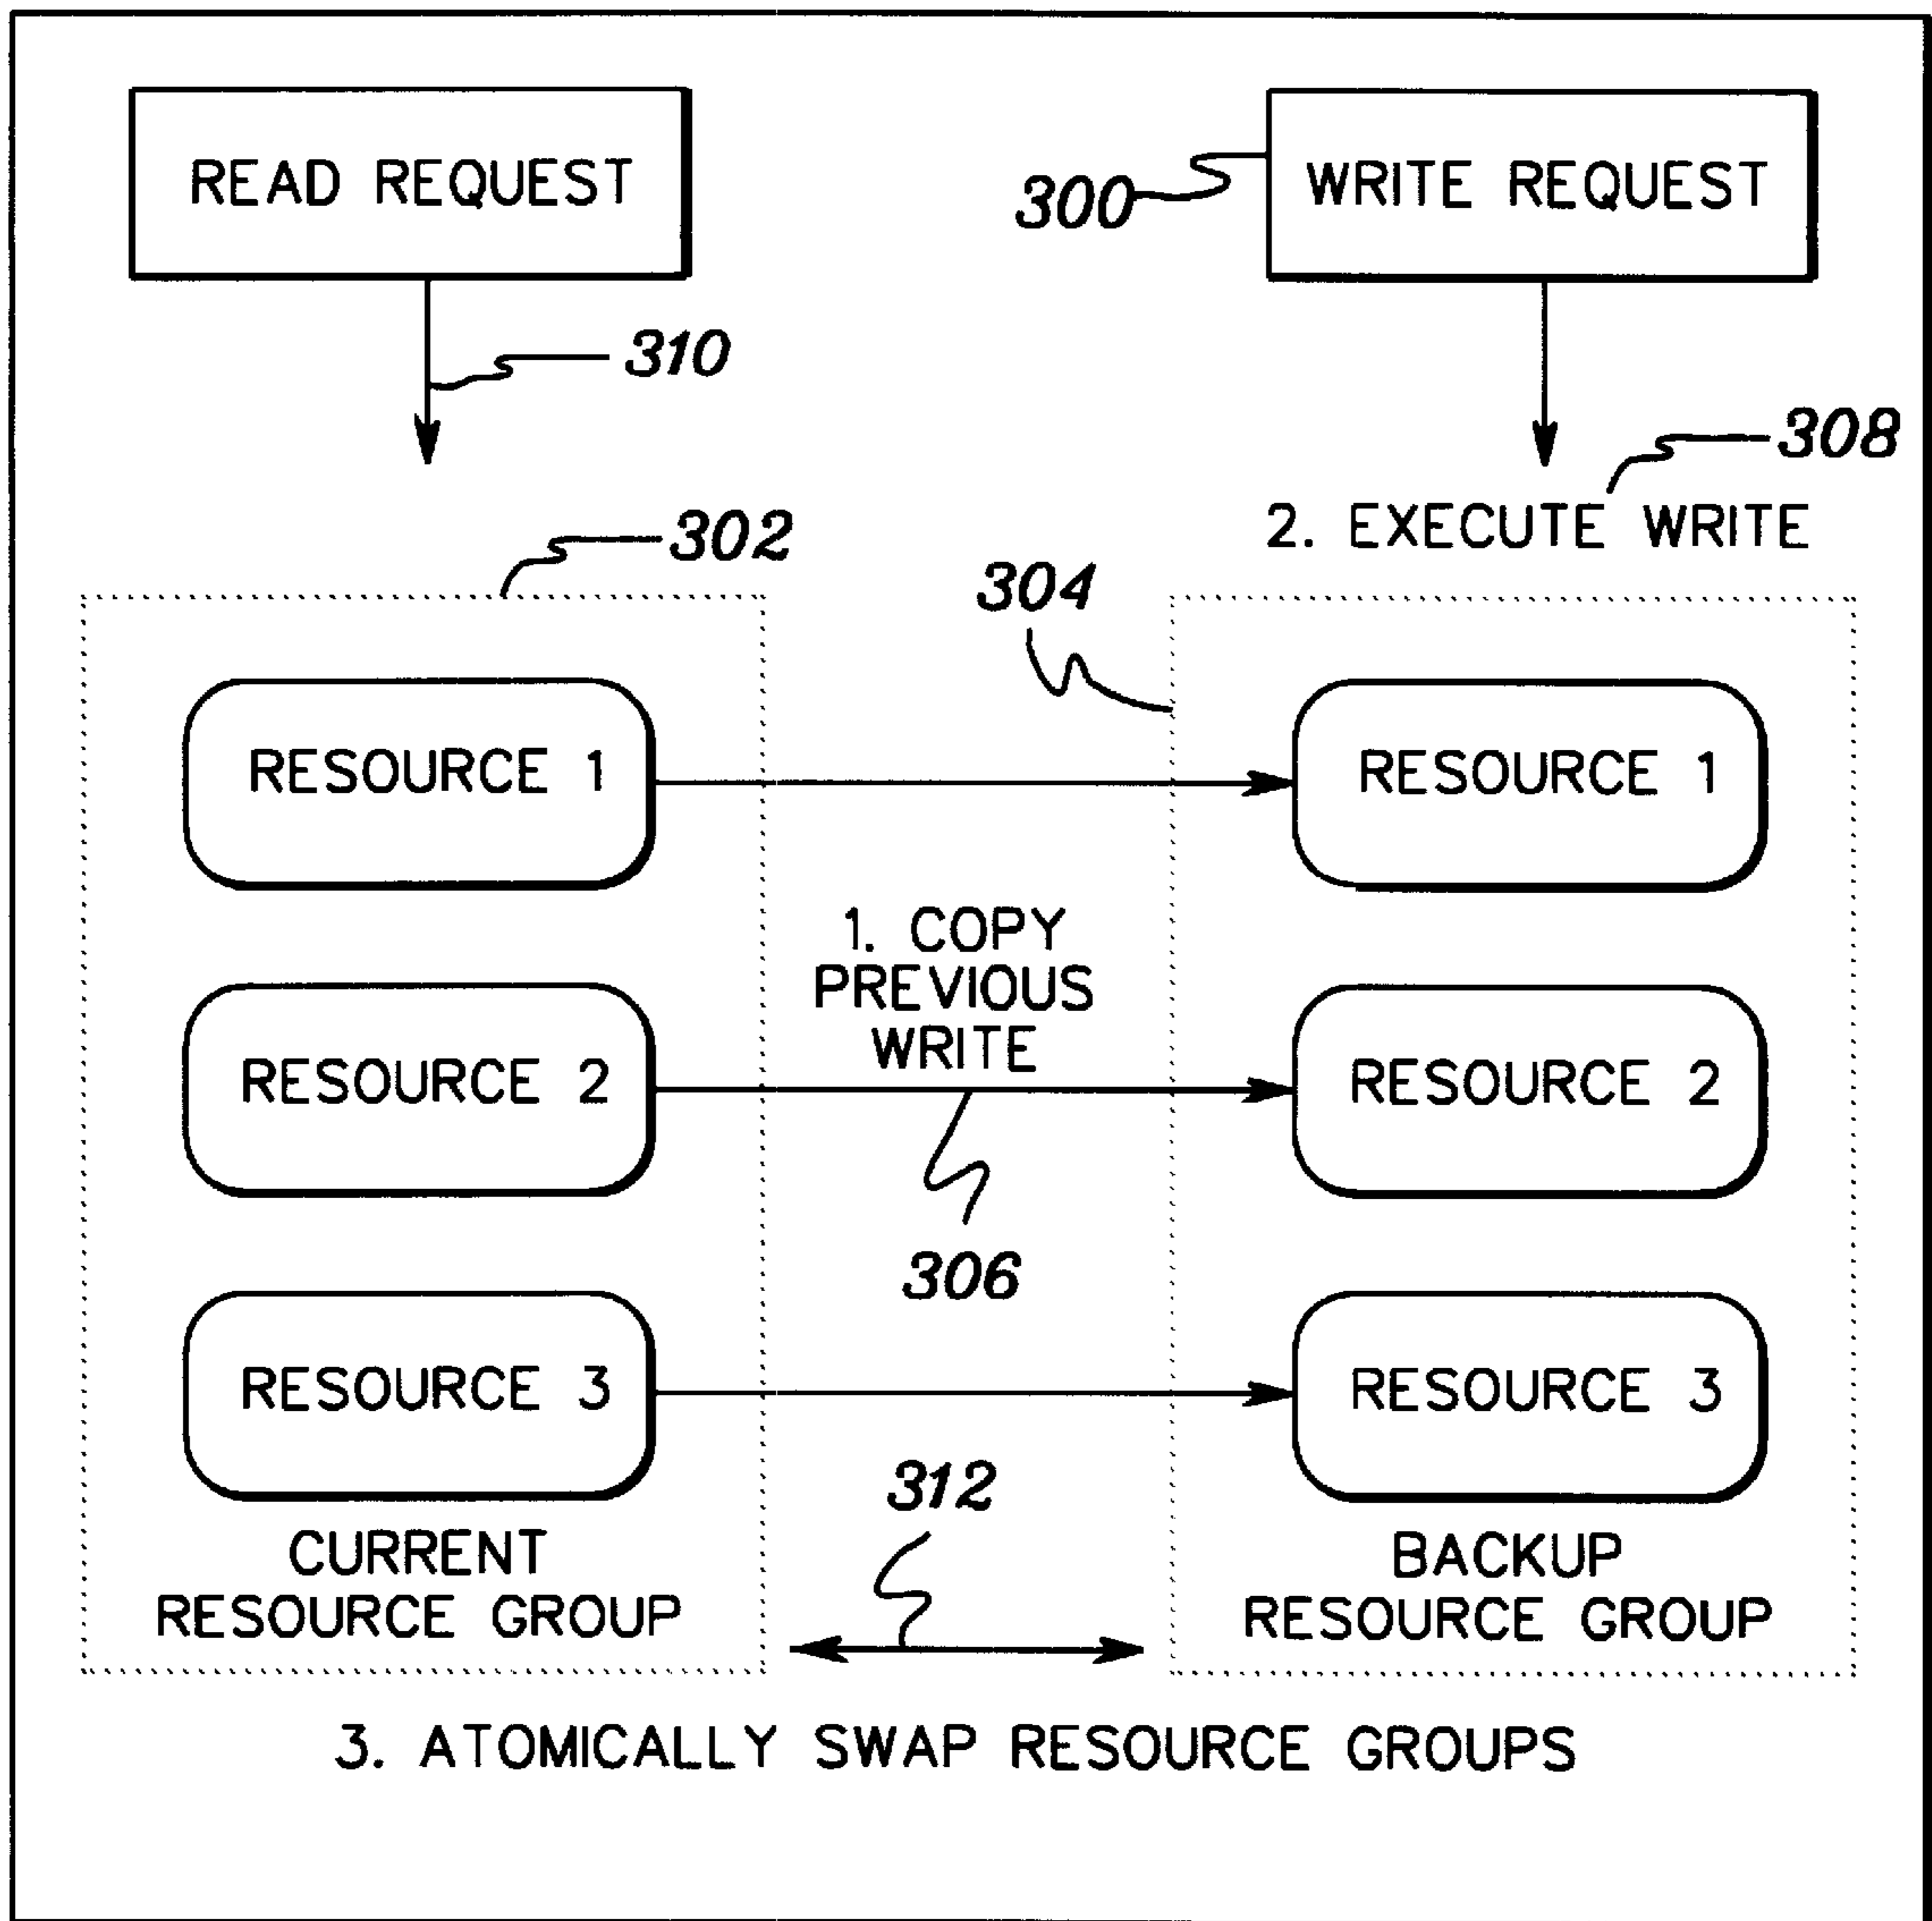 READ REQUEST
WRITE REQUEST
300
310
308
2. EXECUTE WRITE
302
304
RESOURCE 1
RESOURCE 1
1. COPY
PREVIOUS
WRITE
RESOURCE 2
RESOURCE 2
306
RESOURCE 3
RESOURCE 3
312
CURRENT
RESOURCE GROUP
BACKUP
RESOURCE GROUP
3. ATOMICALLY SWAP RESOURCE GROUPS